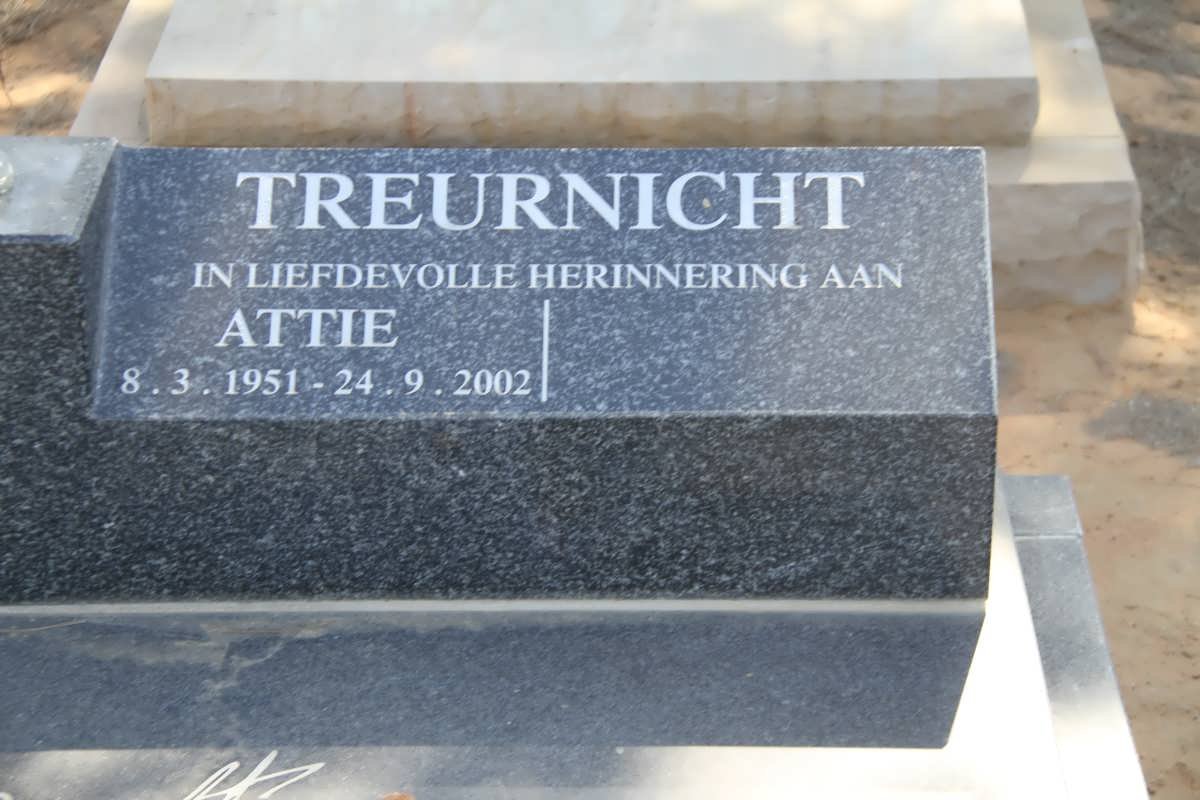 TREURNICHT
IN LIEFDEVOLLE HERINNERING AAN
ATTIE
8 . 3 . 1951 - 24 . 9 . 2002